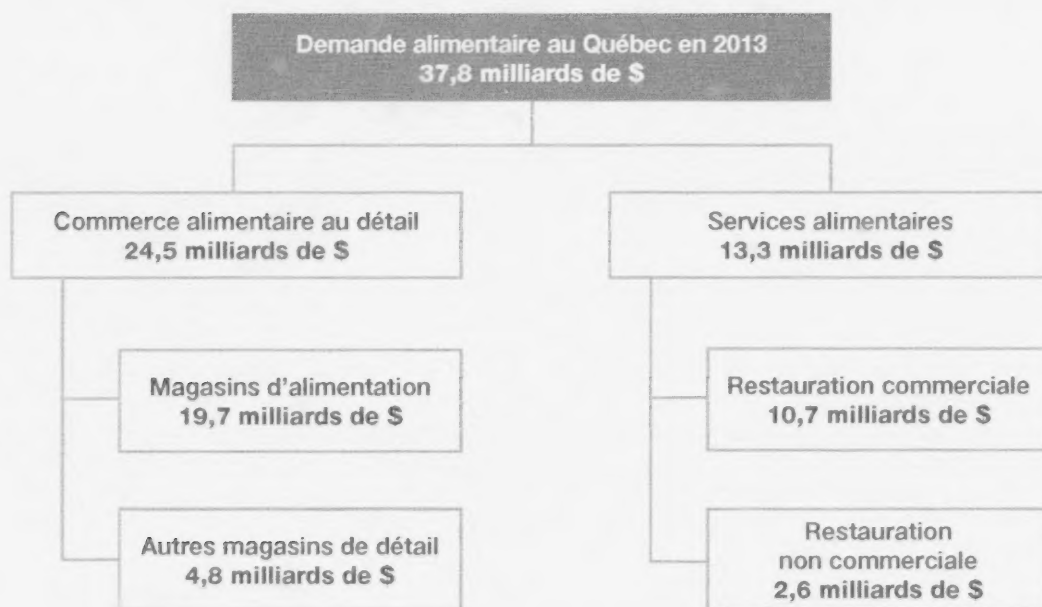 Demande alimentaire au Québec en 2013
37,8 milliards de $
Commerce alimentaire au détail
24,5 milliards de $
Services alimentaires
13,3 milliards de $
Magasins d'alimentation
19,7 milliards de $
Restauration commerciale
10,7 milliards de $
Autres magasins de détail
4,8 milliards de $
Restauration
non commerciale
2,6 milliards de $